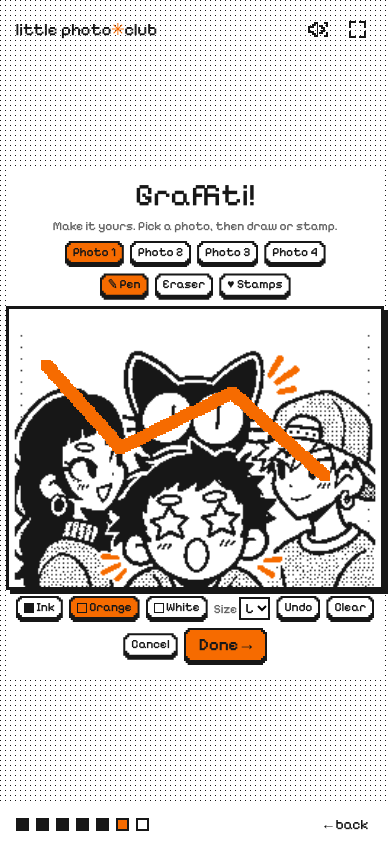 little photo✳club
Graffiti!
Make it yours. Pick a photo, then draw or stamp.
Photo 1 Photo 2 Photo 3 Photo 4
✎ Pen Eraser ♥ Stamps
Ink Orange White Size L Undo Clear
Cancel Done →
←back